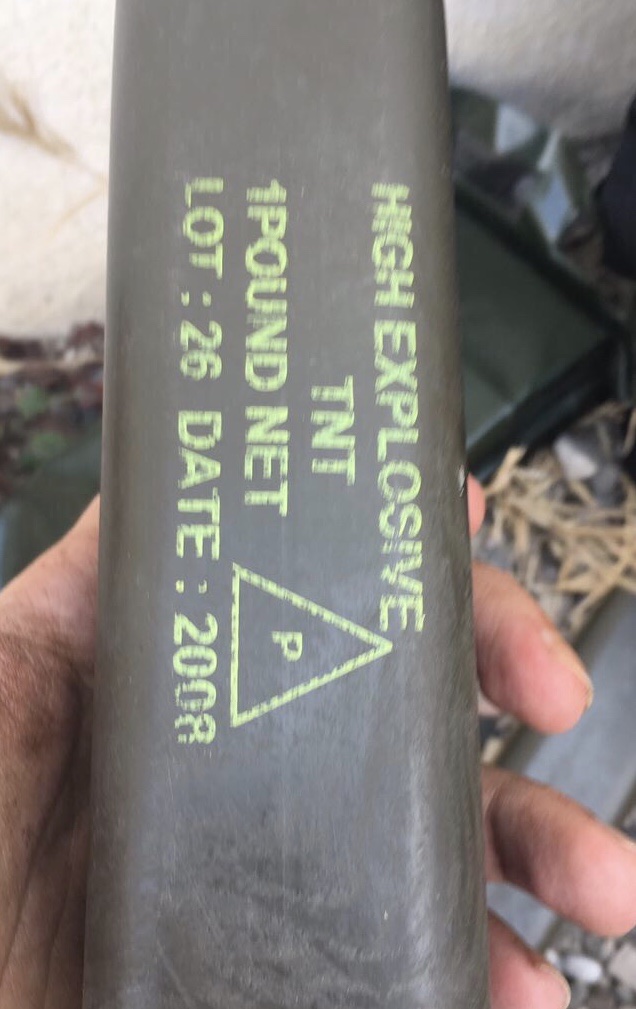 HIGH EXPLOSIVE
TNT
1POUND NET
P
LOT : 26 DATE : 2008